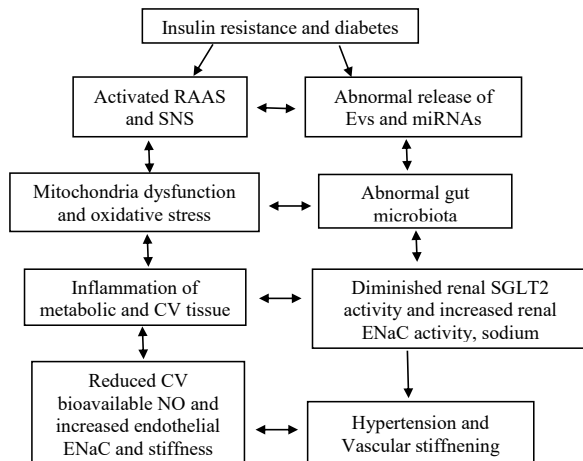 Insulin resistance and diabetes
Activated RAAS
and SNS
Abnormal release of
Evs and miRNAs
Mitochondria dysfunction
and oxidative stress
Abnormal gut
microbiota
Inflammation of
metabolic and CV tissue
Diminished renal SGLT2
activity and increased renal
ENaC activity, sodium
Reduced CV
bioavailable NO and
increased endothelial
ENaC and stiffness
Hypertension and
Vascular stiffnening